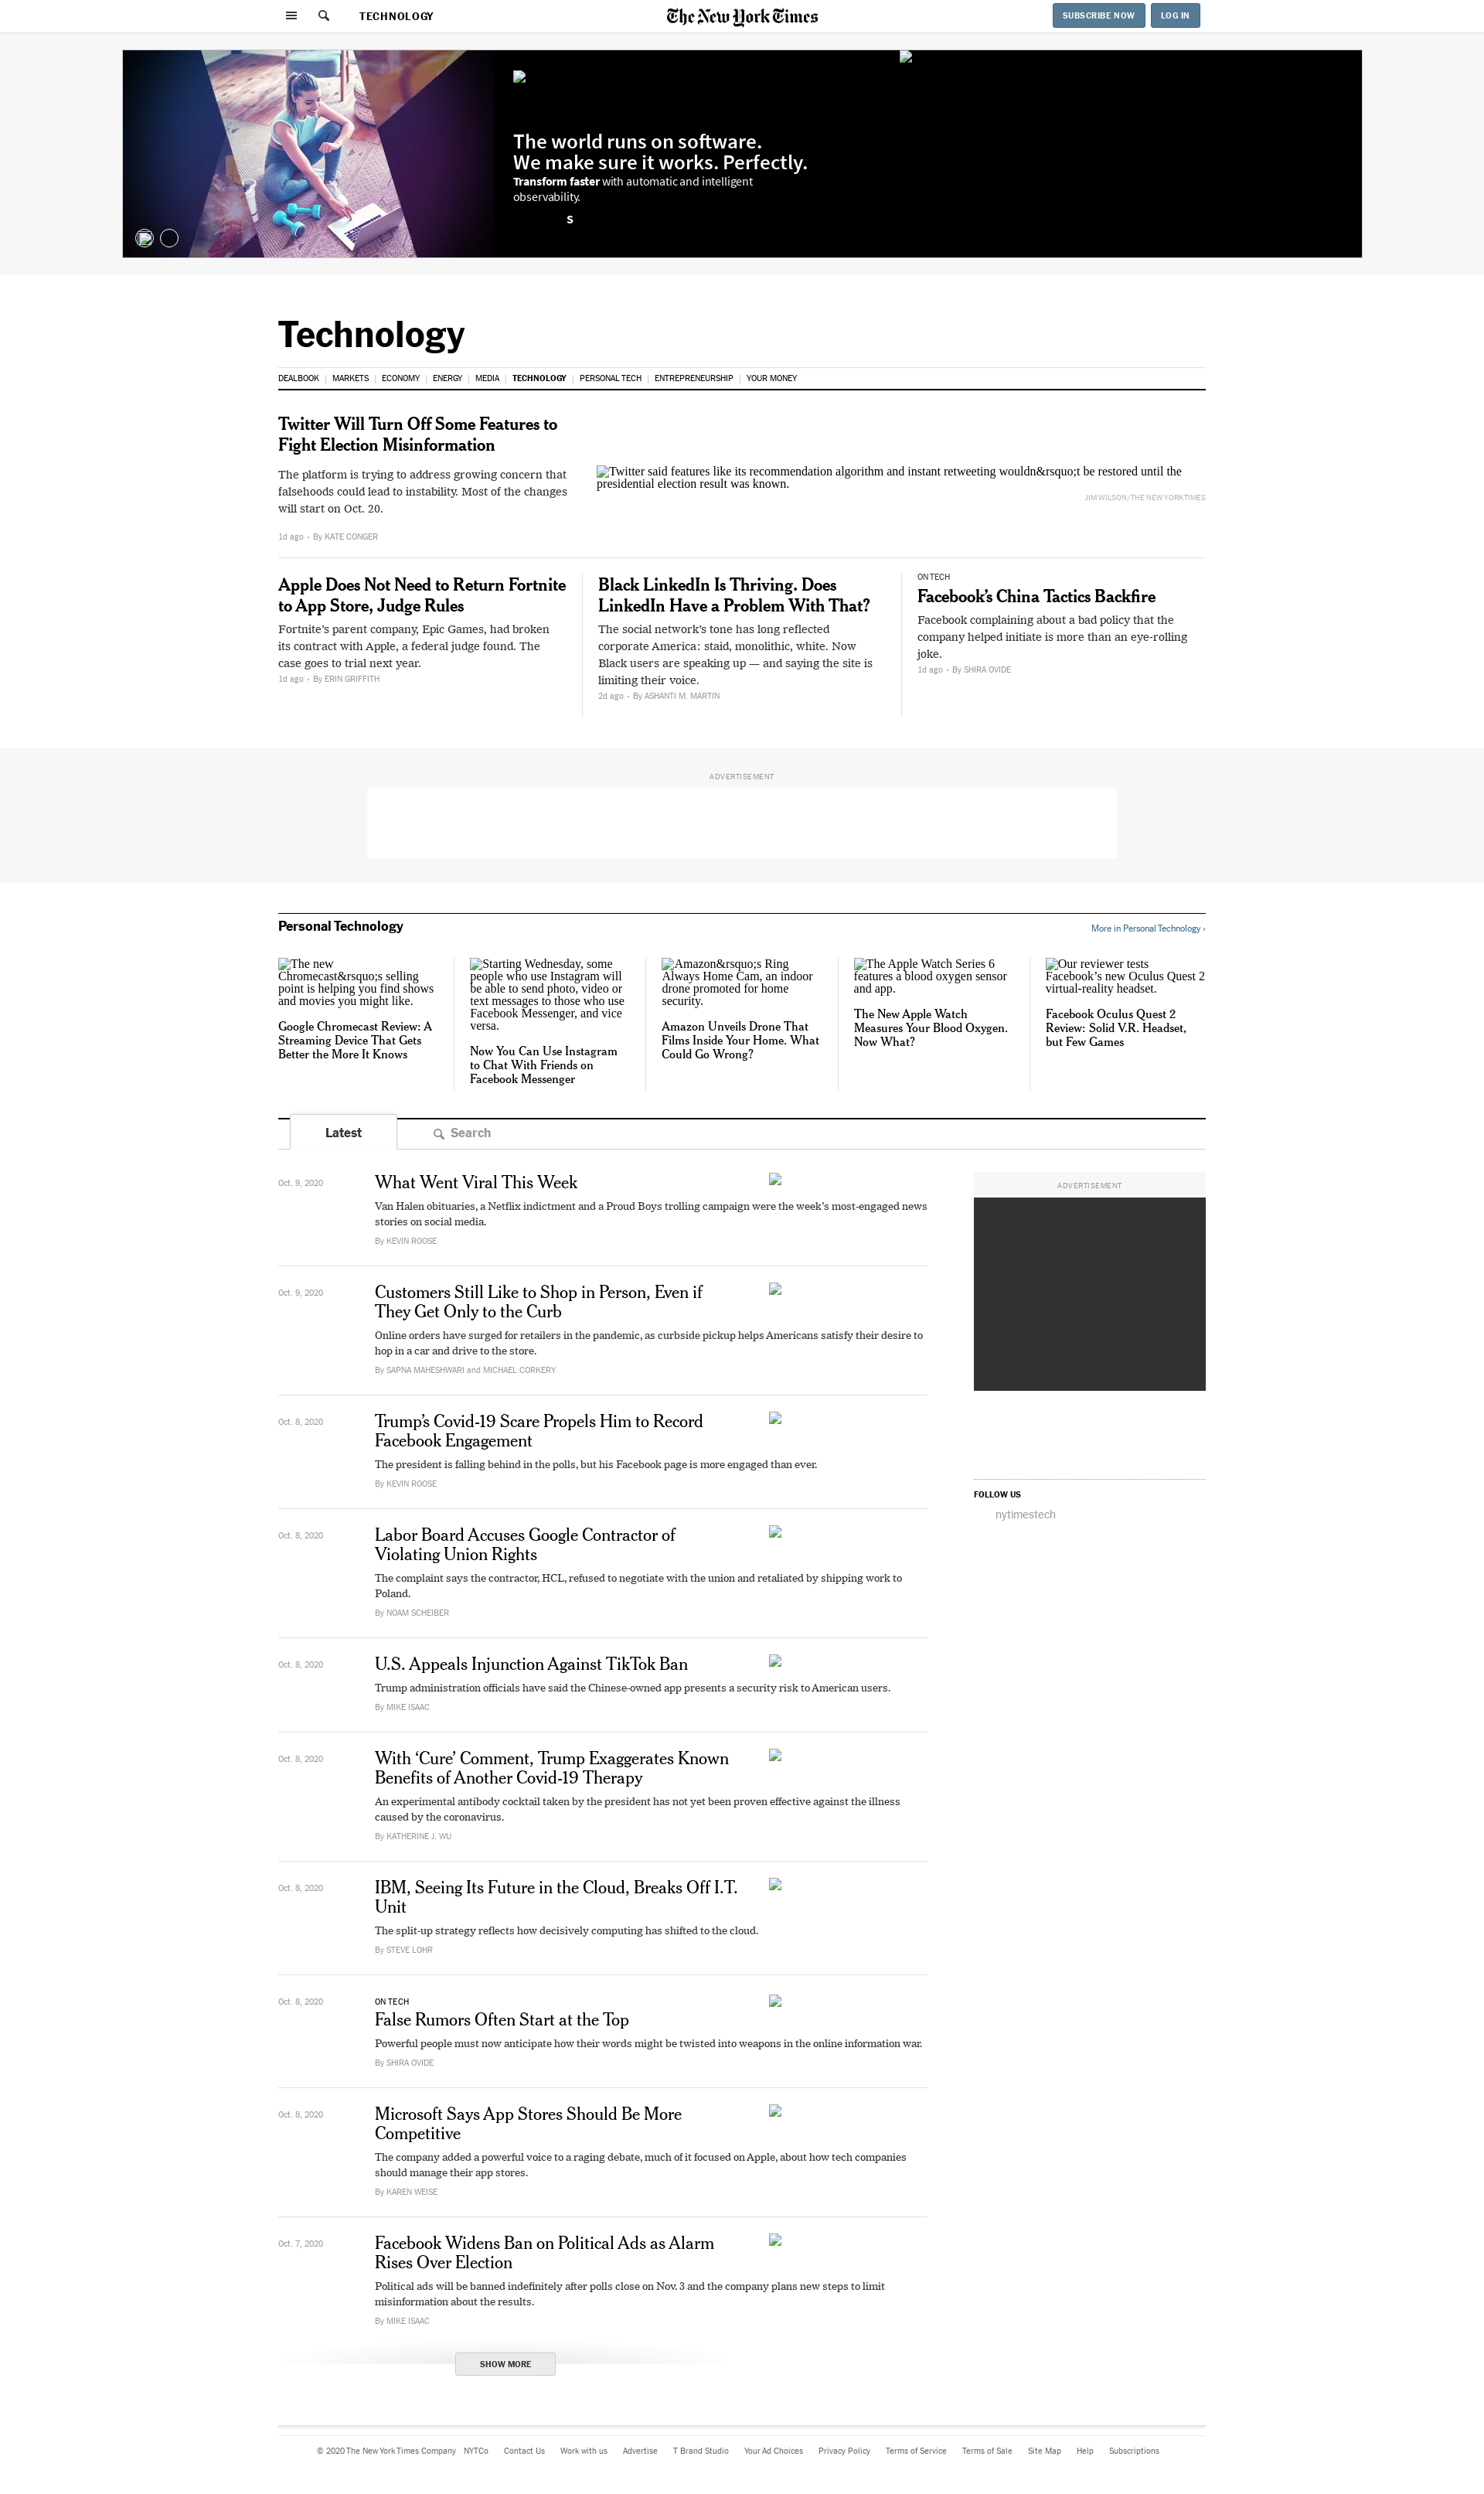 TECHNOLOGY
The New York Times
SUBSCRIBE NOW
LOG IN
The world runs on software.
We make sure it works. Perfectly.
Transform faster with automatic and intelligent
observability.
S
Technology
DEALBOOK | MARKETS | ECONOMY | ENERGY | MEDIA | TECHNOLOGY | PERSONAL TECH | ENTREPRENEURSHIP | YOUR MONEY
Twitter Will Turn Off Some Features to
Fight Election Misinformation
The platform is trying to address growing concern that
falsehoods could lead to instability. Most of the changes
will start on Oct. 20.
1d ago • By KATE CONGER
Twitter said features like its recommendation algorithm and instant retweeting wouldn&rsquo;t be restored until the
presidential election result was known.
JIM WILSON/THE NEW YORK TIMES
Apple Does Not Need to Return Fortnite
to App Store, Judge Rules
Fortnite’s parent company, Epic Games, had broken
its contract with Apple, a federal judge found. The
case goes to trial next year.
1d ago • By ERIN GRIFFITH
Black LinkedIn Is Thriving. Does
LinkedIn Have a Problem With That?
The social network’s tone has long reflected
corporate America: staid, monolithic, white. Now
Black users are speaking up — and saying the site is
limiting their voice.
2d ago • By ASHANTI M. MARTIN
ON TECH
Facebook’s China Tactics Backfire
Facebook complaining about a bad policy that the
company helped initiate is more than an eye-rolling
joke.
1d ago • By SHIRA OVIDE
ADVERTISEMENT
Personal Technology
More in Personal Technology ›
The new
Chromecast&rsquo;s selling
point is helping you find shows
and movies you might like.
Google Chromecast Review: A
Streaming Device That Gets
Better the More It Knows
Starting Wednesday, some
people who use Instagram will
be able to send photo, video or
text messages to those who use
Facebook Messenger, and vice
versa.
Now You Can Use Instagram
to Chat With Friends on
Facebook Messenger
Amazon&rsquo;s Ring
Always Home Cam, an indoor
drone promoted for home
security.
Amazon Unveils Drone That
Films Inside Your Home. What
Could Go Wrong?
The Apple Watch Series 6
features a blood oxygen sensor
and app.
The New Apple Watch
Measures Your Blood Oxygen.
Now What?
Our reviewer tests
Facebook’s new Oculus Quest 2
virtual-reality headset.
Facebook Oculus Quest 2
Review: Solid V.R. Headset,
but Few Games
Latest
Search
Oct. 9, 2020
What Went Viral This Week
Van Halen obituaries, a Netflix indictment and a Proud Boys trolling campaign were the week’s most-engaged news
stories on social media.
By KEVIN ROOSE
Oct. 9, 2020
Customers Still Like to Shop in Person, Even if
They Get Only to the Curb
Online orders have surged for retailers in the pandemic, as curbside pickup helps Americans satisfy their desire to
hop in a car and drive to the store.
By SAPNA MAHESHWARI and MICHAEL CORKERY
Oct. 8, 2020
Trump’s Covid-19 Scare Propels Him to Record
Facebook Engagement
The president is falling behind in the polls, but his Facebook page is more engaged than ever.
By KEVIN ROOSE
Oct. 8, 2020
Labor Board Accuses Google Contractor of
Violating Union Rights
The complaint says the contractor, HCL, refused to negotiate with the union and retaliated by shipping work to
Poland.
By NOAM SCHEIBER
Oct. 8, 2020
U.S. Appeals Injunction Against TikTok Ban
Trump administration officials have said the Chinese-owned app presents a security risk to American users.
By MIKE ISAAC
Oct. 8, 2020
With ‘Cure’ Comment, Trump Exaggerates Known
Benefits of Another Covid-19 Therapy
An experimental antibody cocktail taken by the president has not yet been proven effective against the illness
caused by the coronavirus.
By KATHERINE J. WU
Oct. 8, 2020
IBM, Seeing Its Future in the Cloud, Breaks Off I.T.
Unit
The split-up strategy reflects how decisively computing has shifted to the cloud.
By STEVE LOHR
Oct. 8, 2020
ON TECH
False Rumors Often Start at the Top
Powerful people must now anticipate how their words might be twisted into weapons in the online information war.
By SHIRA OVIDE
Oct. 8, 2020
Microsoft Says App Stores Should Be More
Competitive
The company added a powerful voice to a raging debate, much of it focused on Apple, about how tech companies
should manage their app stores.
By KAREN WEISE
Oct. 7, 2020
Facebook Widens Ban on Political Ads as Alarm
Rises Over Election
Political ads will be banned indefinitely after polls close on Nov. 3 and the company plans new steps to limit
misinformation about the results.
By MIKE ISAAC
SHOW MORE
ADVERTISEMENT
FOLLOW US
nytimestech
© 2020 The New York Times Company NYTCo Contact Us Work with us Advertise T Brand Studio Your Ad Choices Privacy Policy Terms of Service Terms of Sale Site Map Help Subscriptions